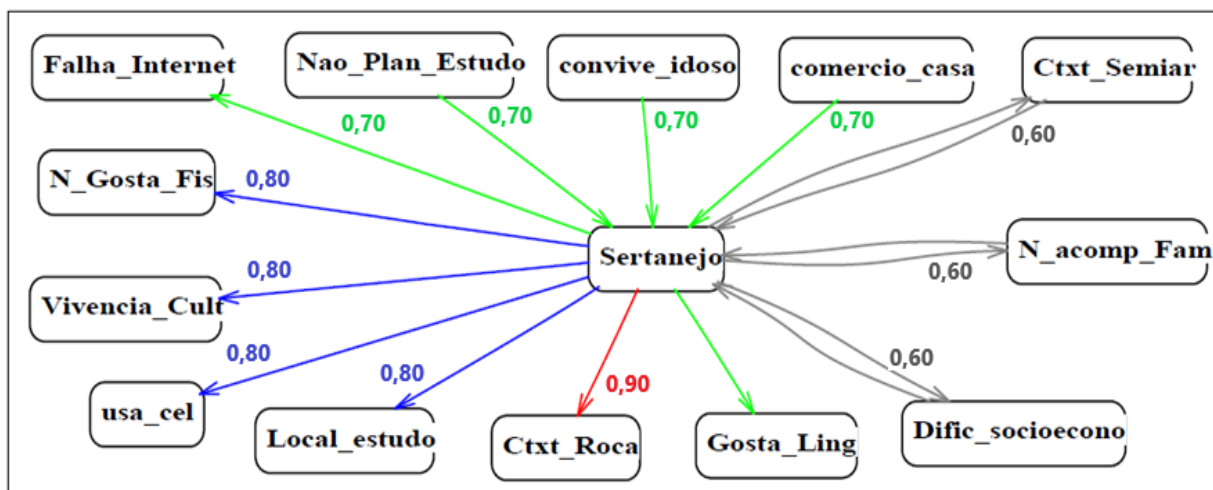 Falha_Internet
Nao_Plan_Estudo
convive_idoso
comercio_casa
Ctxt_Semiar
0,70
0,70
0,70
0,70
0,60
N_Gosta_Fis
0,80
Sertanejo
N_acomp_Fam
0,60
Vivencia_Cult
0,80
0,80
0,80
0,90
0,60
usa_cel
Local_estudo
Ctxt_Roca
Gosta_Ling
Dific_socioecono